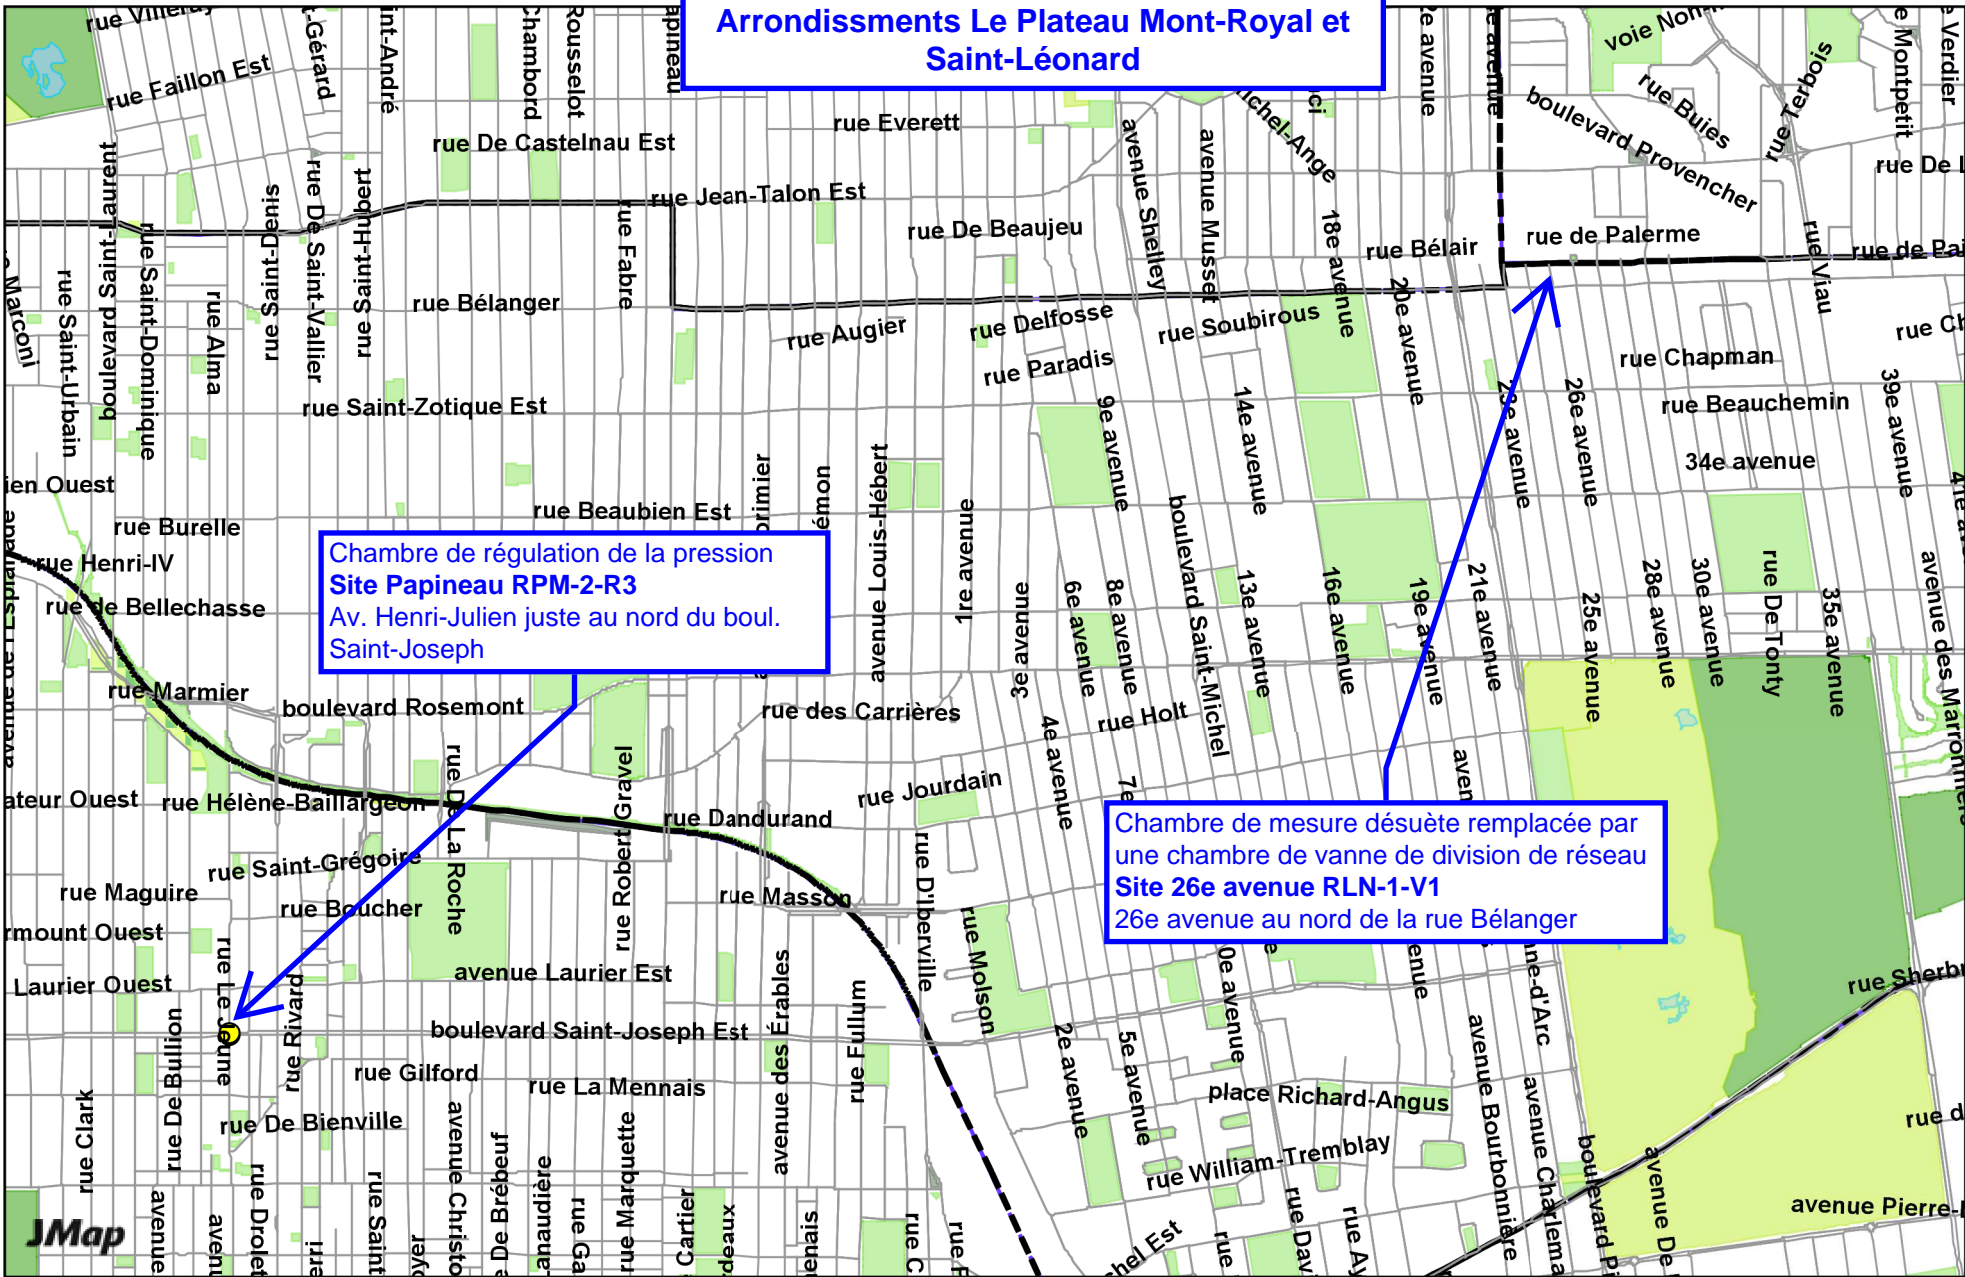 Arrondissments Le Plateau Mont-Royal et
Saint-Léonard
rue Faillon Est
rue De Castelnau Est
rue Everett
rue Jean-Talon Est
rue De Beaujeu
rue Bélair
rue de Palerme
boulevard Provencher
rue Buies
rue Terbois
rue Viau
Chambord
Rousselot
avenue Shelley
avenue Musset
18e avenue
20e avenue
boulevard Saint-Laurent
rue Saint-Denis
rue De Saint-Vallier
rue Saint-Hubert
rue Fabre
rue Saint-Urbain
rue Saint-Dominique
rue Alma
rue Bélanger
rue Augier
rue Delfosse
rue Soubirous
rue Paradis
rue Chapman
rue Beauchemin
34e avenue
rue Saint-Zotique Est
9e avenue
14e avenue
23e avenue
26e avenue
39e avenue
rue Burelle
rue Beaubien Est
rue Henri-IV
rue de Bellechasse
Chambre de régulation de la pression
Site Papineau RPM-2-R3
Av. Henri-Julien juste au nord du boul.
Saint-Joseph
avenue Louis-Hébert
1re avenue
3e avenue
6e avenue
8e avenue
boulevard Saint-Michel
13e avenue
16e avenue
19e avenue
21e avenue
25e avenue
28e avenue
30e avenue
rue De Tonty
35e avenue
rue Marmier
boulevard Rosemont
rue des Carrières
rue Holt
4e avenue
rue Jourdain
rue Hélène-Baillargeon
rue De La Roche
rue Robert-Gravel
rue Dandurand
Chambre de mesure désuète remplacée par
une chambre de vanne de division de réseau
Site 26e avenue RLN-1-V1
26e avenue au nord de la rue Bélanger
rue Saint-Grégoire
rue Maguire
rue Boucher
rue Masson
rue D'Iberville
rue Molson
Laurier Ouest
avenue Laurier Est
rue Le Jeune
rue Rivard
rue De Bullion
boulevard Saint-Joseph Est
avenue des Érables
rue Fullum
rue Gilford
rue La Mennais
2e avenue
5e avenue
place Richard-Angus
avenue Bourbonnière
rue Clark
rue De Bienville
rue Marquette
rue William-Tremblay
rue Drolet
JMap